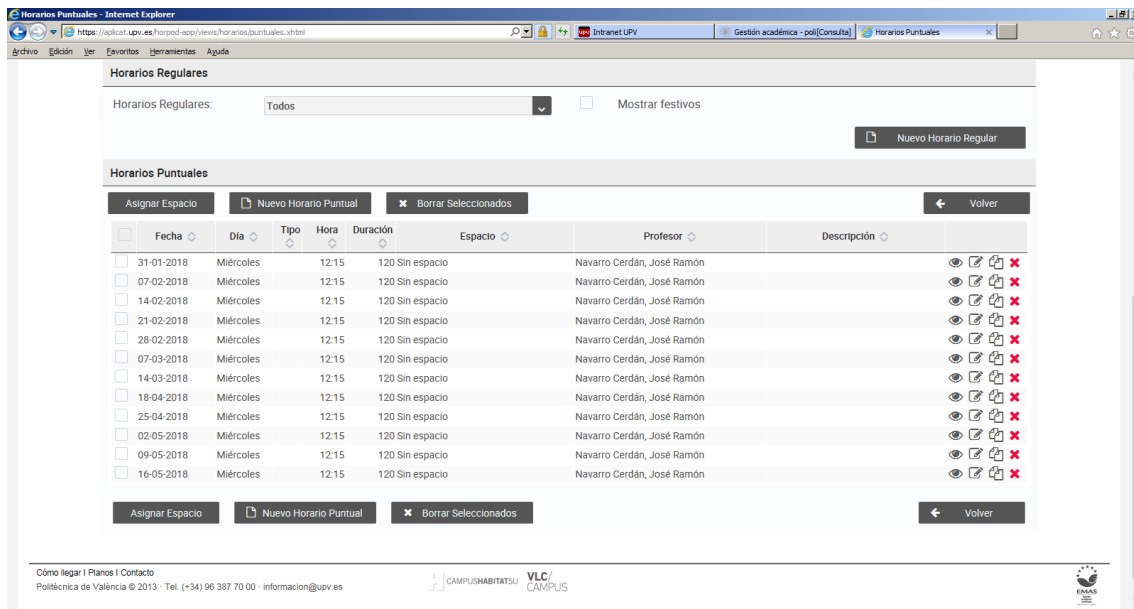 Horarios Puntuales - Internet Explorer
https://aplicat.upv.es/horpod-app/views/horarios/puntuales.xhtml Intranet UPV Gestión académica - poli[Consulta] Horarios Puntuales
Archivo Edición Ver Favoritos Herramientas Ayuda
Horarios Regulares
Horarios Regulares: Todos Mostrar festivos
Nuevo Horario Regular
Horarios Puntuales
Asignar Espacio Nuevo Horario Puntual Borrar Seleccionados Volver
Fecha Día Tipo Hora Duración Espacio Profesor Descripción
31-01-2018 Miércoles 12:15 120 Sin espacio Navarro Cerdán, José Ramón
07-02-2018 Miércoles 12:15 120 Sin espacio Navarro Cerdán, José Ramón
14-02-2018 Miércoles 12:15 120 Sin espacio Navarro Cerdán, José Ramón
21-02-2018 Miércoles 12:15 120 Sin espacio Navarro Cerdán, José Ramón
28-02-2018 Miércoles 12:15 120 Sin espacio Navarro Cerdán, José Ramón
07-03-2018 Miércoles 12:15 120 Sin espacio Navarro Cerdán, José Ramón
14-03-2018 Miércoles 12:15 120 Sin espacio Navarro Cerdán, José Ramón
18-04-2018 Miércoles 12:15 120 Sin espacio Navarro Cerdán, José Ramón
25-04-2018 Miércoles 12:15 120 Sin espacio Navarro Cerdán, José Ramón
02-05-2018 Miércoles 12:15 120 Sin espacio Navarro Cerdán, José Ramón
09-05-2018 Miércoles 12:15 120 Sin espacio Navarro Cerdán, José Ramón
16-05-2018 Miércoles 12:15 120 Sin espacio Navarro Cerdán, José Ramón
Asignar Espacio Nuevo Horario Puntual Borrar Seleccionados Volver
Cómo llegar I Planos I Contacto
Politècnica de València © 2013 · Tel. (+34) 96 387 70 00 · informacion@upv.es
CAMPUSHABITAT5U
VLC/
CAMPUS
EMAS